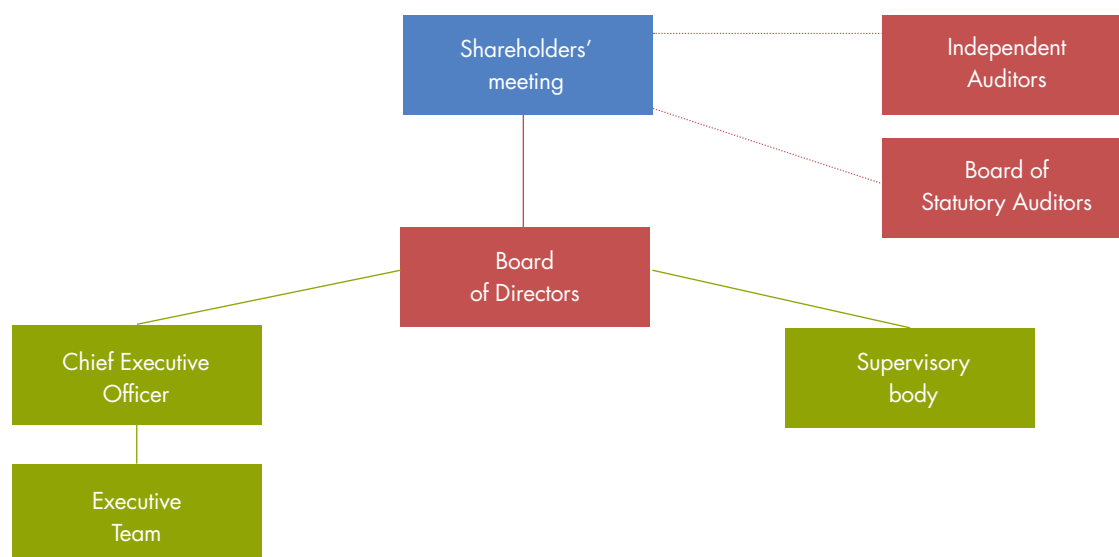 Shareholders’
meeting
Independent
Auditors
Board of
Statutory Auditors
Board
of Directors
Chief Executive
Officer
Supervisory
body
Executive
Team